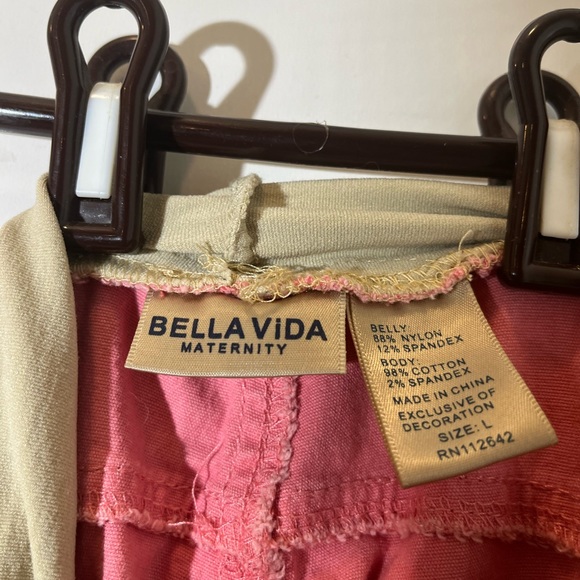 BELLA ViDA
MATERNITY
BELLY:
88% NYLON
12% SPANDEX
BODY:
98% COTTON
2% SPANDEX
MADE IN CHINA
EXCLUSIVE OF
DECORATION
SIZE: L
RN112642